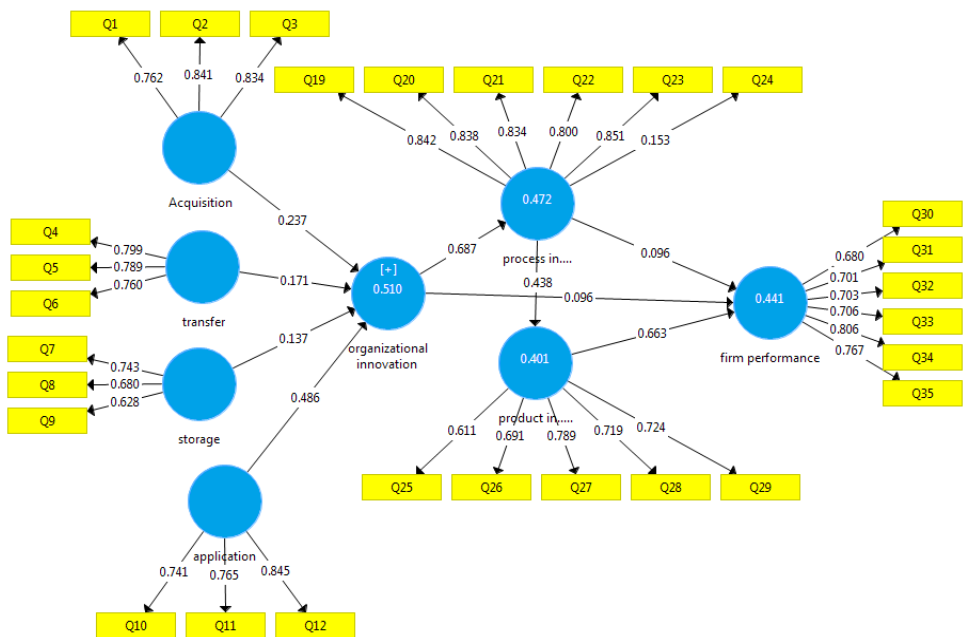 Q1
Q2
Q3
0.762
0.841
0.834
Acquisition
Q19
Q20
Q21
Q22
Q23
Q24
0.842
0.838
0.834
0.800
0.851
0.153
0.472
process in....
Q4
Q5
Q6
0.799
0.789
0.760
transfer
0.237
0.171
0.137
0.486
[+]
0.510
organizational
innovation
0.687
0.438
0.096
0.096
0.663
Q7
Q8
Q9
0.743
0.680
0.628
storage
0.401
product in.....
0.611
0.691
0.789
0.719
0.724
Q25
Q26
Q27
Q28
Q29
0.441
firm performance
0.680
0.701
0.703
0.706
0.806
0.767
Q30
Q31
Q32
Q33
Q34
Q35
application
0.741
0.765
0.845
Q10
Q11
Q12